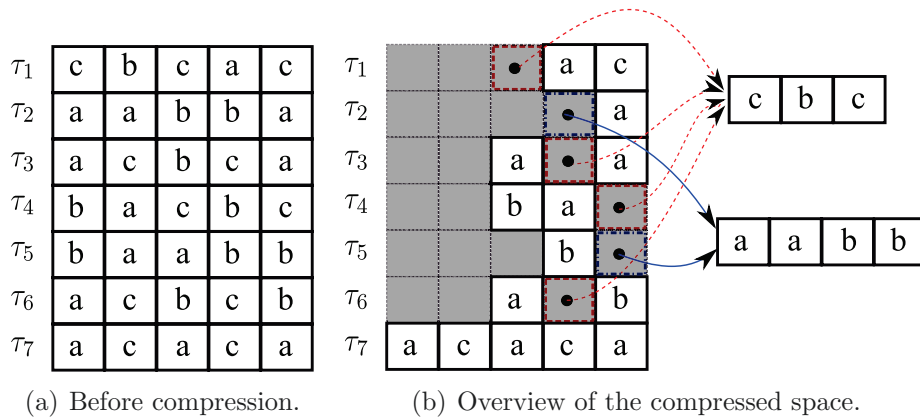 τ1 c b c a c
τ2 a a b b a
τ3 a c b c a
τ4 b a c b c
τ5 b a a b b
τ6 a c b c b
τ7 a c a c a
(a) Before compression.
τ1 a c
τ2 a
τ3 a a
τ4 b a
τ5 b
τ6 a b
τ7 a c a c a
c b c
a a b b
(b) Overview of the compressed space.